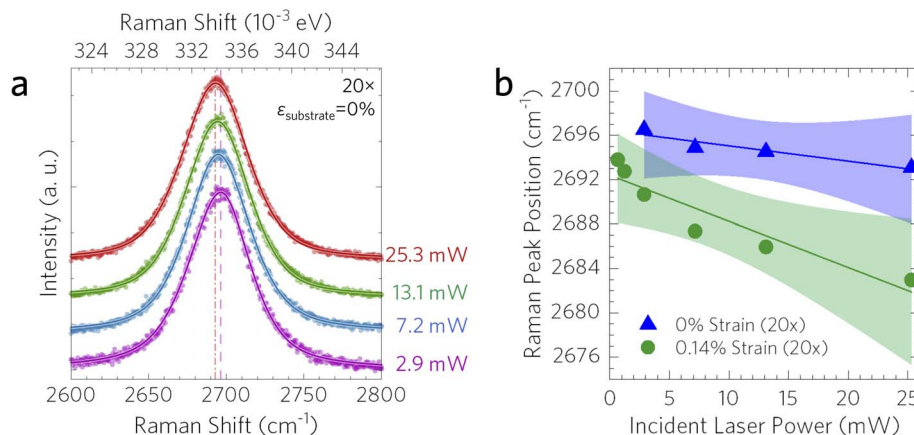 Raman Shift (10⁻³ eV)
324 328 332 336 340 344
a
20×
εsubstrate=0%
Intensity (a. u.)
25.3 mW
13.1 mW
7.2 mW
2.9 mW
2600 2650 2700 2750 2800
Raman Shift (cm⁻¹)
b
Raman Peak Position (cm⁻¹)
2700
2696
2692
2688
2684
2680
2676
0% Strain (20x)
0.14% Strain (20x)
0 5 10 15 20 25
Incident Laser Power (mW)